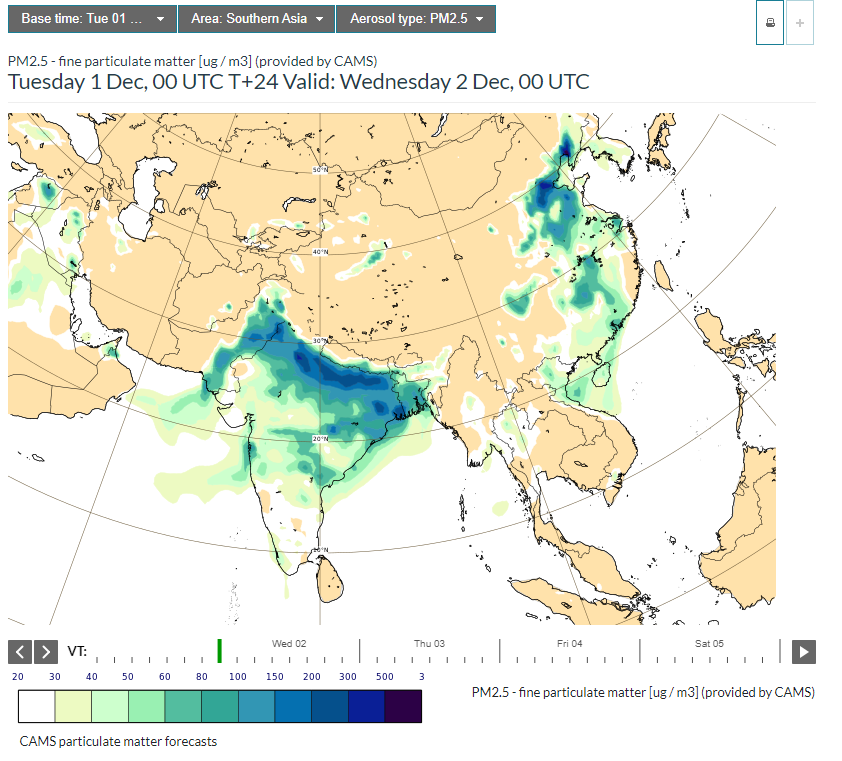 Base time: Tue 01 ...
Area: Southern Asia
Aerosol type: PM2.5
+
PM2.5 - fine particulate matter [ug / m3] (provided by CAMS)
Tuesday 1 Dec, 00 UTC T+24 Valid: Wednesday 2 Dec, 00 UTC
50°N
40°N
30°N
20°N
10°N
VT:
Wed 02 Thu 03 Fri 04 Sat 05
20 30 40 50 60 80 100 150 200 300 500 3
PM2.5 - fine particulate matter [ug / m3] (provided by CAMS)
CAMS particulate matter forecasts